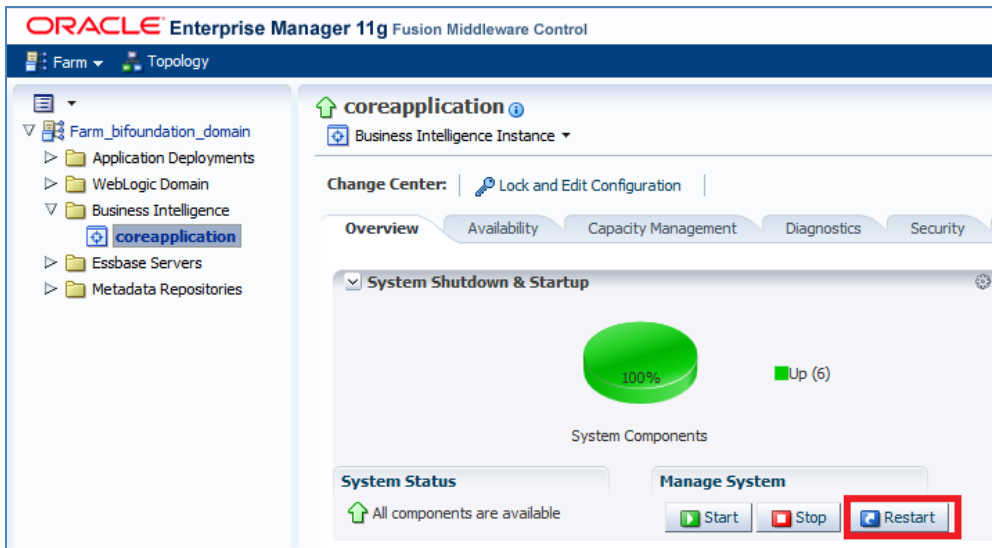 ORACLE Enterprise Manager 11g Fusion Middleware Control
Farm Topology
Farm_bifoundation_domain
Application Deployments
WebLogic Domain
Business Intelligence
coreapplication
Essbase Servers
Metadata Repositories
coreapplication
Business Intelligence Instance
Change Center: Lock and Edit Configuration
Overview Availability Capacity Management Diagnostics Security
System Shutdown & Startup
100%
Up (6)
System Components
System Status
All components are available
Manage System
Start Stop Restart